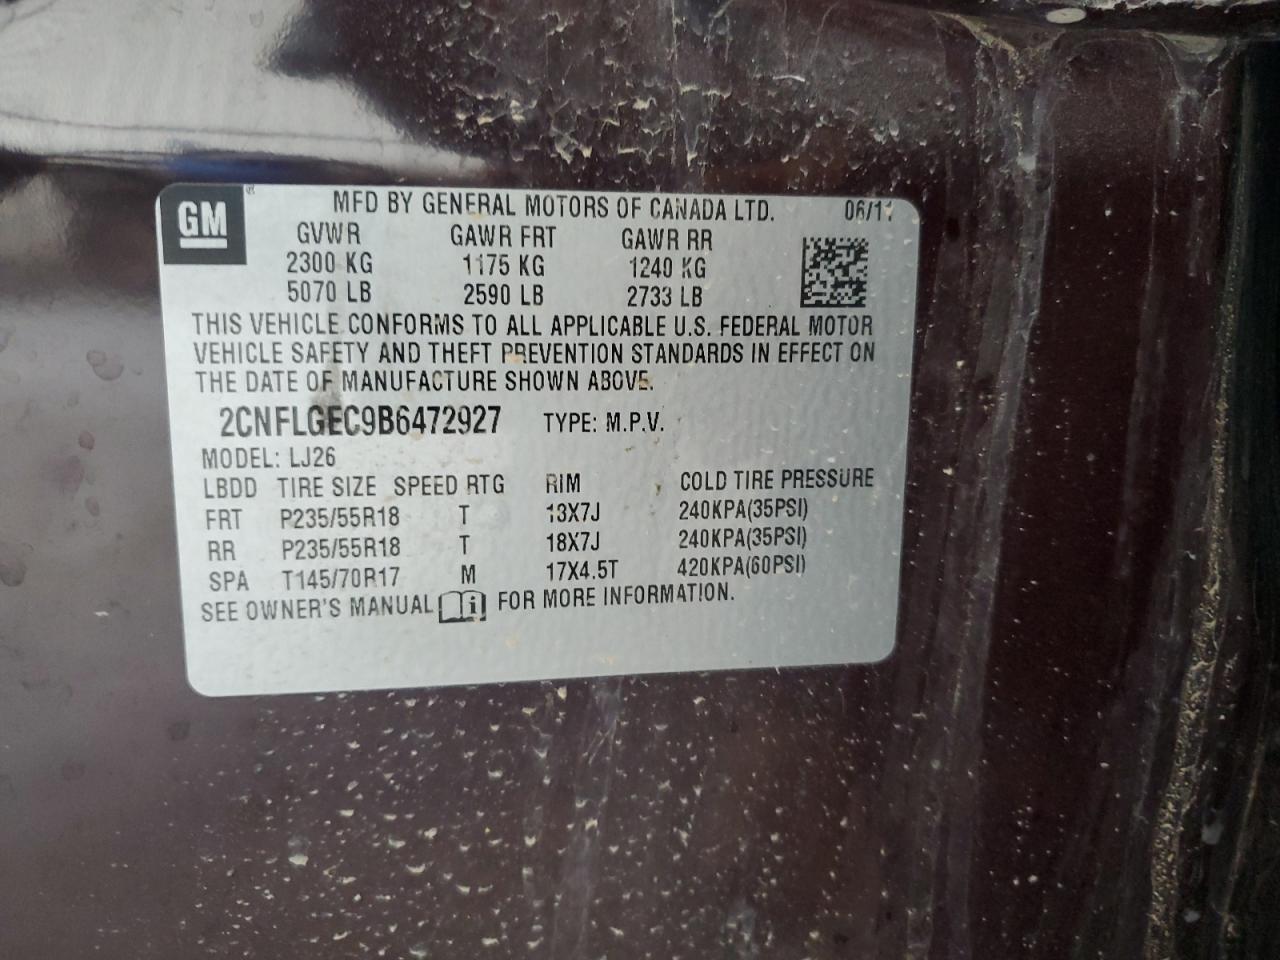 GM MFD BY GENERAL MOTORS OF CANADA LTD. 06/11
GVWR GAWR FRT GAWR RR
2300 KG 1175 KG 1240 KG
5070 LB 2590 LB 2733 LB
THIS VEHICLE CONFORMS TO ALL APPLICABLE U.S. FEDERAL MOTOR
VEHICLE SAFETY AND THEFT PREVENTION STANDARDS IN EFFECT ON
THE DATE OF MANUFACTURE SHOWN ABOVE.
2CNFLGEC9B6472927 TYPE: M.P.V.
MODEL: LJ26
LBDD TIRE SIZE SPEED RTG RIM COLD TIRE PRESSURE
FRT P235/55R18 T 18X7J 240KPA(35PSI)
RR P235/55R18 T 18X7J 240KPA(35PSI)
SPA T145/70R17 M 17X4.5T 420KPA(60PSI)
SEE OWNER'S MANUAL FOR MORE INFORMATION.